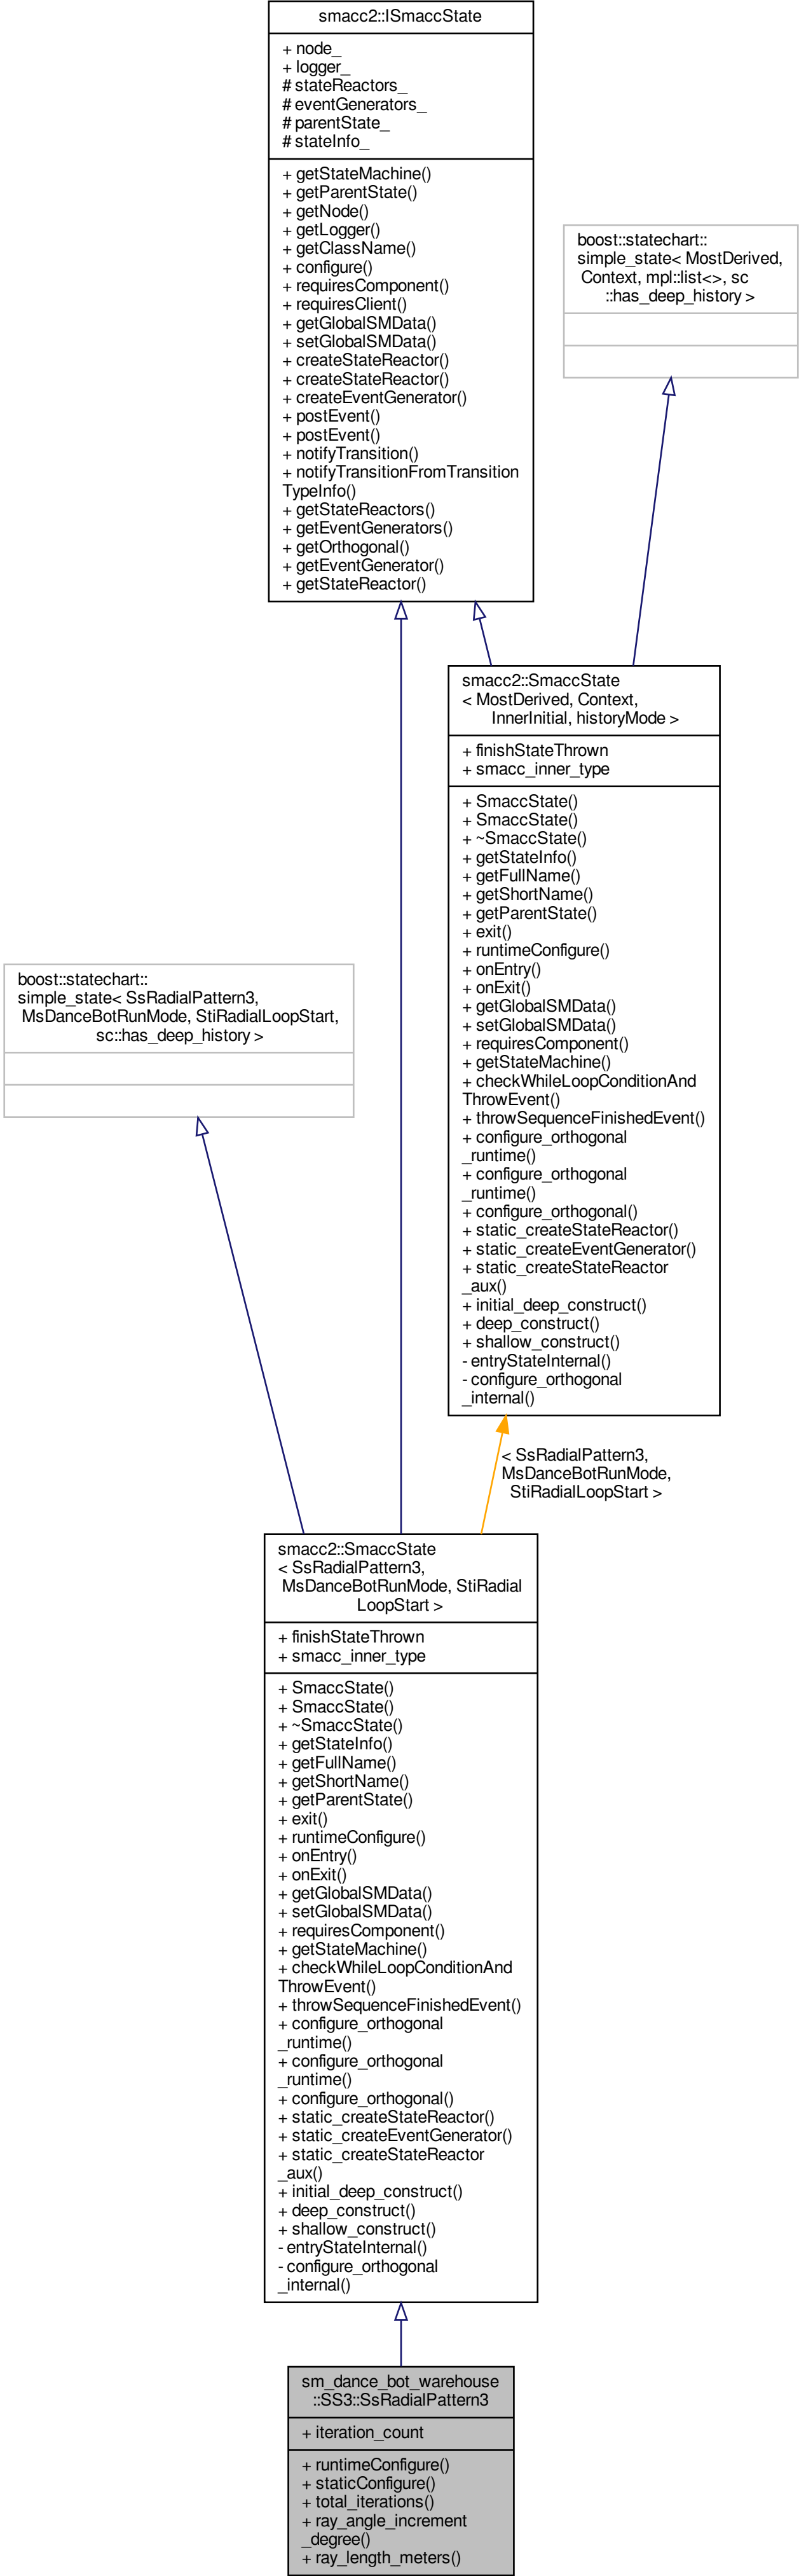 smacc2::ISmaccState
+ node_
+ logger_
# stateReactors_
# eventGenerators_
# parentState_
# stateInfo_
+ getStateMachine()
+ getParentState()
+ getNode()
+ getLogger()
+ getClassName()
+ configure()
+ requiresComponent()
+ requiresClient()
+ getGlobalSMData()
+ setGlobalSMData()
+ createStateReactor()
+ createStateReactor()
+ createEventGenerator()
+ postEvent()
+ postEvent()
+ notifyTransition()
+ notifyTransitionFromTransition
TypeInfo()
+ getStateReactors()
+ getEventGenerators()
+ getOrthogonal()
+ getEventGenerator()
+ getStateReactor()
boost::statechart::
simple_state< MostDerived,
Context, mpl::list<>, sc
::has_deep_history >
smacc2::SmaccState
< MostDerived, Context,
InnerInitial, historyMode >
+ finishStateThrown
+ smacc_inner_type
+ SmaccState()
+ SmaccState()
+ ~SmaccState()
+ getStateInfo()
+ getFullName()
+ getShortName()
+ getParentState()
+ exit()
+ runtimeConfigure()
+ onEntry()
+ onExit()
+ getGlobalSMData()
+ setGlobalSMData()
+ requiresComponent()
+ getStateMachine()
+ checkWhileLoopConditionAnd
ThrowEvent()
+ throwSequenceFinishedEvent()
+ configure_orthogonal
_runtime()
+ configure_orthogonal
_runtime()
+ configure_orthogonal()
+ static_createStateReactor()
+ static_createEventGenerator()
+ static_createStateReactor
_aux()
+ initial_deep_construct()
+ deep_construct()
+ shallow_construct()
- entryStateInternal()
- configure_orthogonal
_internal()
boost::statechart::
simple_state< SsRadialPattern3,
MsDanceBotRunMode, StiRadialLoopStart,
sc::has_deep_history >
< SsRadialPattern3,
MsDanceBotRunMode,
StiRadialLoopStart >
smacc2::SmaccState
< SsRadialPattern3,
MsDanceBotRunMode, StiRadial
LoopStart >
+ finishStateThrown
+ smacc_inner_type
+ SmaccState()
+ SmaccState()
+ ~SmaccState()
+ getStateInfo()
+ getFullName()
+ getShortName()
+ getParentState()
+ exit()
+ runtimeConfigure()
+ onEntry()
+ onExit()
+ getGlobalSMData()
+ setGlobalSMData()
+ requiresComponent()
+ getStateMachine()
+ checkWhileLoopConditionAnd
ThrowEvent()
+ throwSequenceFinishedEvent()
+ configure_orthogonal
_runtime()
+ configure_orthogonal
_runtime()
+ configure_orthogonal()
+ static_createStateReactor()
+ static_createEventGenerator()
+ static_createStateReactor
_aux()
+ initial_deep_construct()
+ deep_construct()
+ shallow_construct()
- entryStateInternal()
- configure_orthogonal
_internal()
sm_dance_bot_warehouse
::SS3::SsRadialPattern3
+ iteration_count
+ runtimeConfigure()
+ staticConfigure()
+ total_iterations()
+ ray_angle_increment
_degree()
+ ray_length_meters()